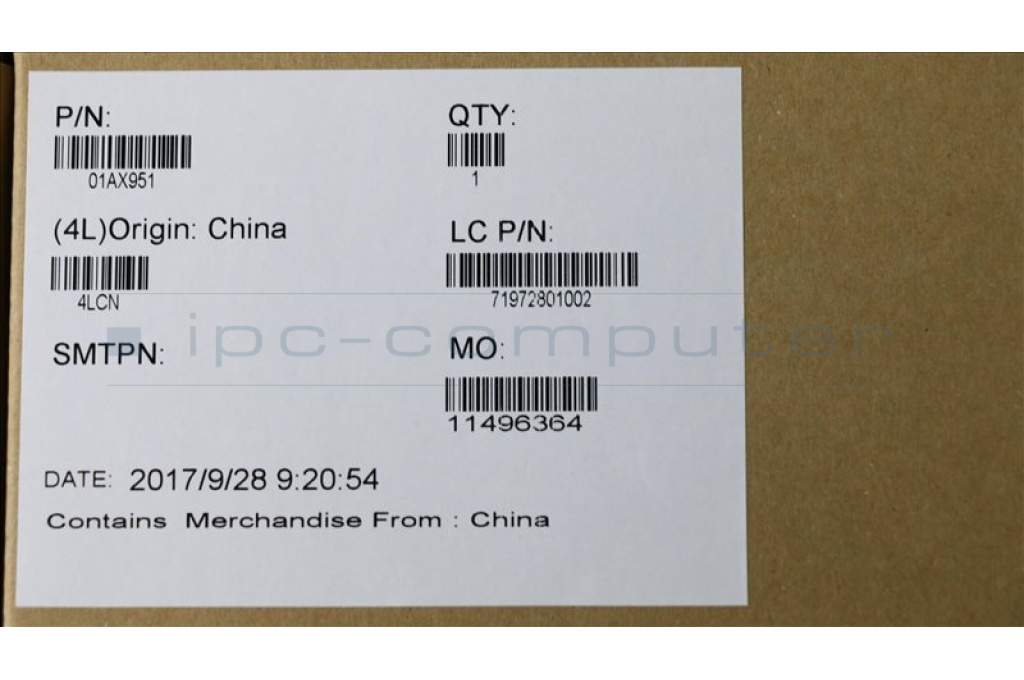 P/N:
01AX951
QTY:
1
(4L)Origin: China
4LCN
LC P/N:
71972801002
SMTPN:
MO:
11496364
ipc-computer
DATE: 2017/9/28 9:20:54
Contains Merchandise From : China